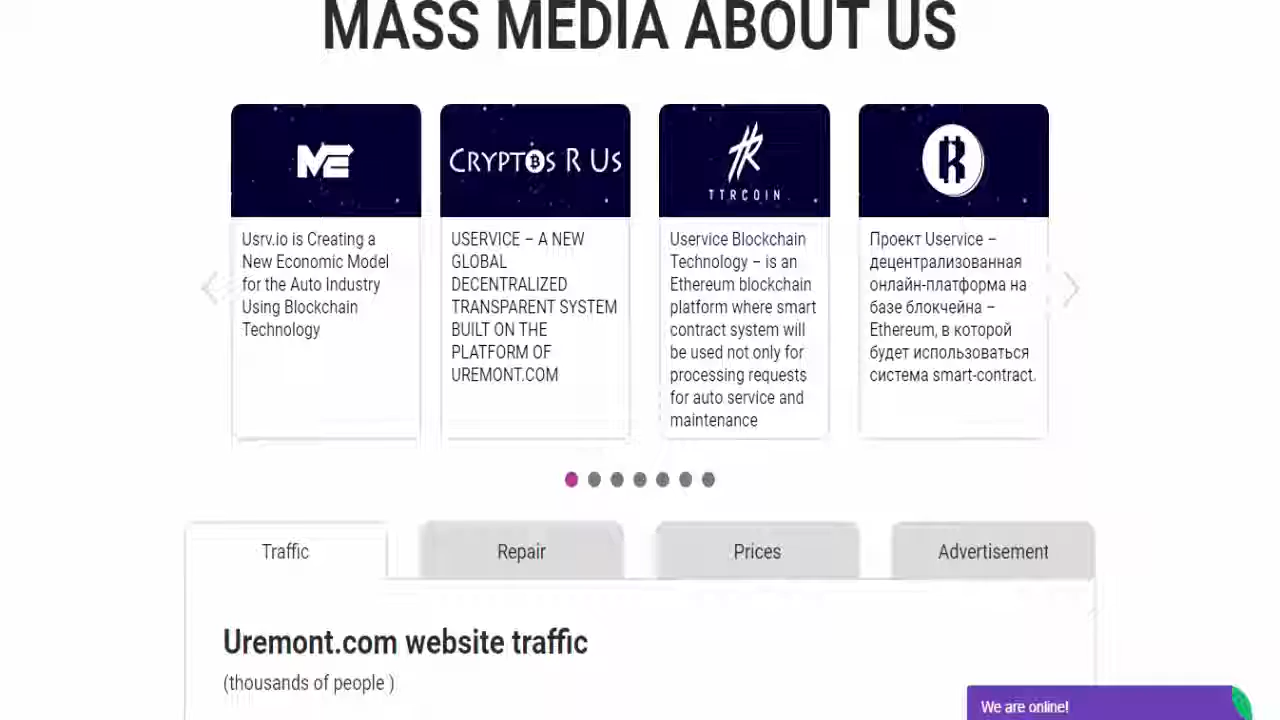 MASS MEDIA ABOUT US
ME
CRYPTOS R US
TTRCOIN
Usrv.io is Creating a
New Economic Model
for the Auto Industry
Using Blockchain
Technology
USERVICE – A NEW
GLOBAL
DECENTRALIZED
TRANSPARENT SYSTEM
BUILT ON THE
PLATFORM OF
UREMONT.COM
Uservice Blockchain
Technology – is an
Ethereum blockchain
platform where smart
contract system will
be used not only for
processing requests
for auto service and
maintenance
Проект Uservice –
децентрализованная
онлайн-платформа на
базе блокчейна –
Ethereum, в которой
будет использоваться
система smart-contract.
Traffic
Repair
Prices
Advertisement
Uremont.com website traffic
(thousands of people )
We are online!